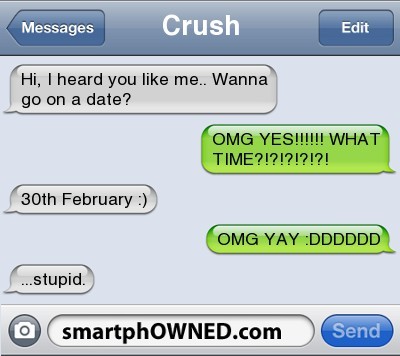 Messages
Crush
Edit
Hi, I heard you like me.. Wanna
go on a date?
OMG YES!!!!!! WHAT
TIME?!?!?!?!?!
30th February :)
OMG YAY :DDDDDD
...stupid.
smartphOWNED.com
Send